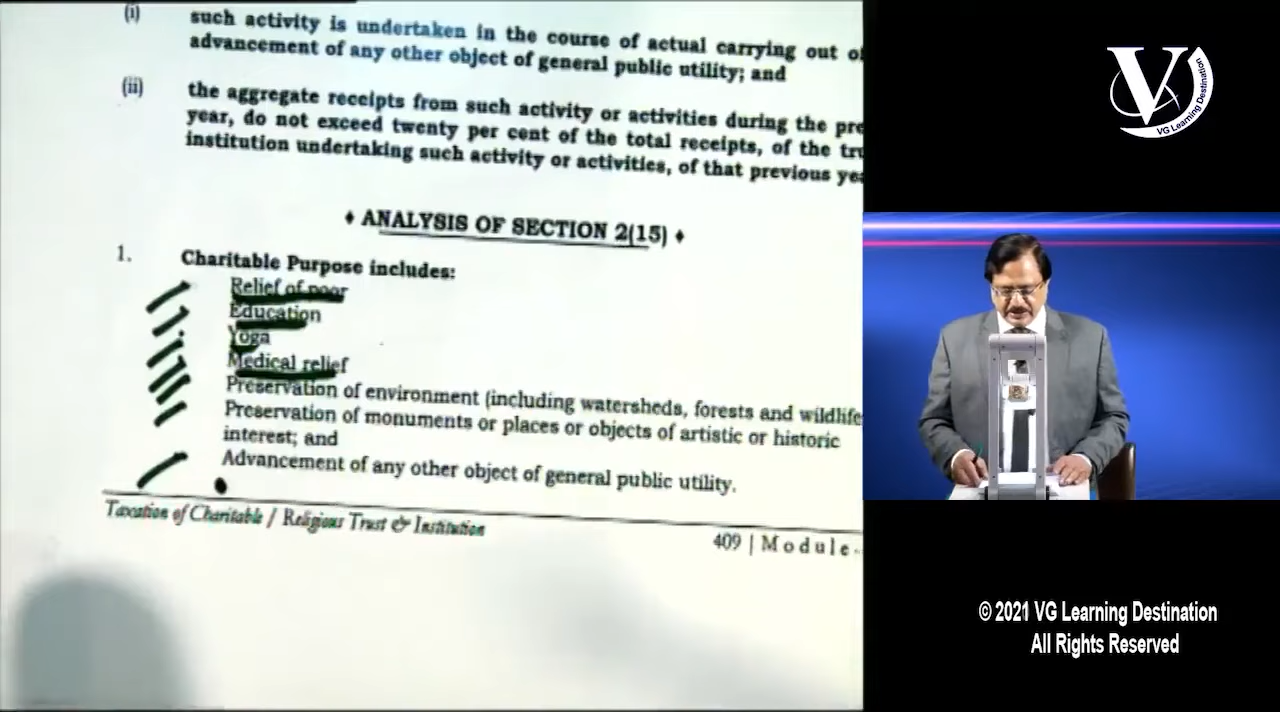 (i) such activity is undertaken in the course of actual carrying out
advancement of any other object of general public utility; and
(ii) the aggregate receipts from such activity or activities during the
year, do not exceed twenty per cent of the total receipts, of the
institution undertaking such activity or activities, of that previous
♦ ANALYSIS OF SECTION 2(15) ♦
1. Charitable Purpose includes:
Relief of poor
Education
Yoga
Medical relief
Preservation of environment (including watersheds, forests and wildlife
Preservation of monuments or places or objects of artistic or historic
interest; and
Advancement of any other object of general public utility.
Taxation of Charitable / Religious Trust & Institution
409 | Module
V
VG Learning Destination
© 2021 VG Learning Destination
All Rights Reserved